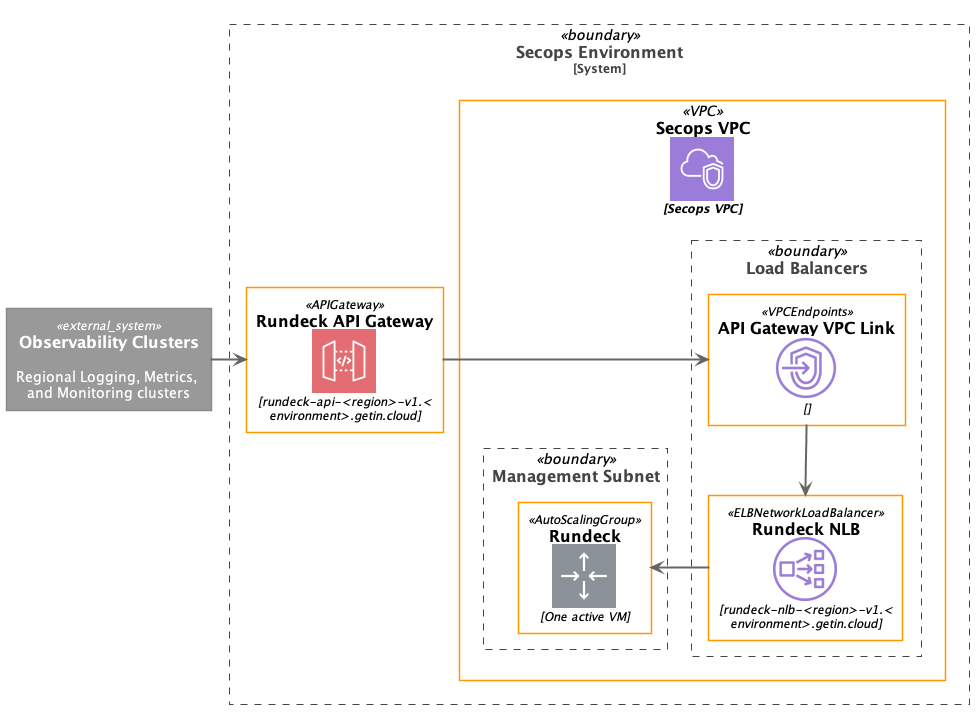 «boundary»
Secops Environment
[System]
«VPC»
Secops VPC
[Secops VPC]
«boundary»
Load Balancers
«external_system»
Observability Clusters
Regional Logging, Metrics,
and Monitoring clusters
«APIGateway»
Rundeck API Gateway
[rundeck-api-<region>-v1.<
environment>.getin.cloud]
«VPCEndpoints»
API Gateway VPC Link
[]
«boundary»
Management Subnet
«AutoScalingGroup»
Rundeck
[One active VM]
«ELBNetworkLoadBalancer»
Rundeck NLB
[rundeck-nlb-<region>-v1.<
environment>.getin.cloud]